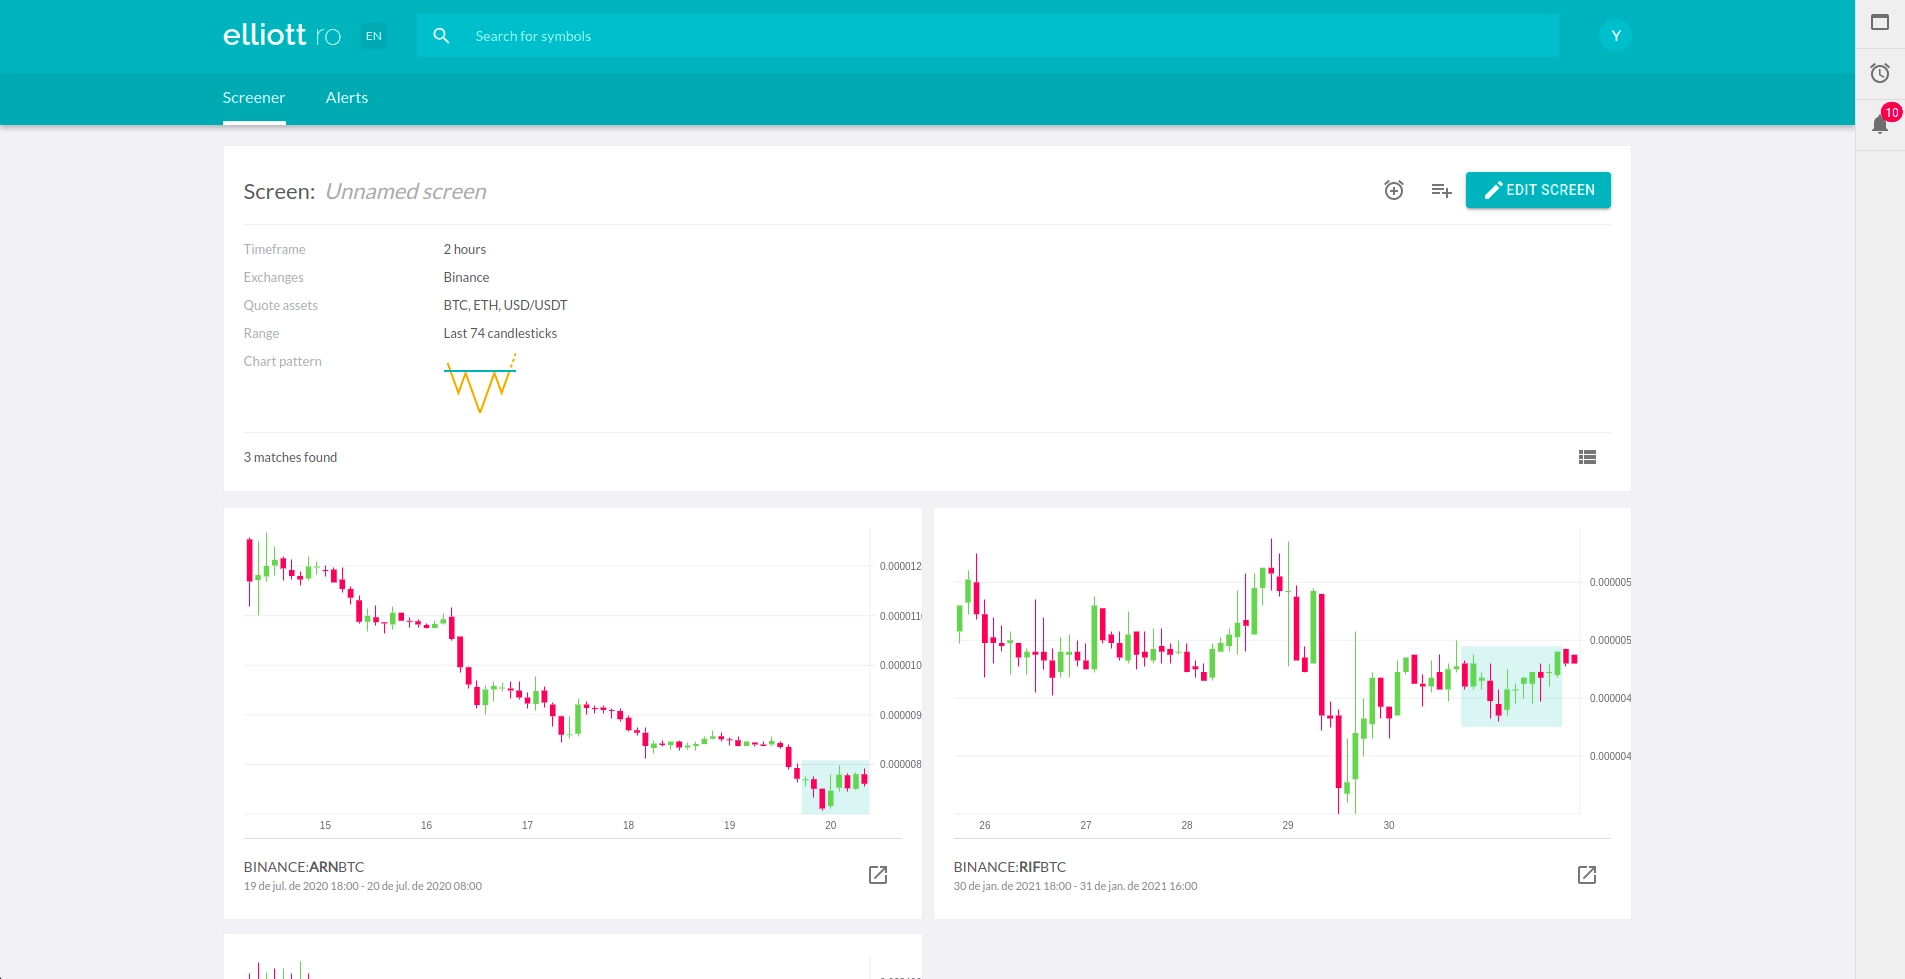 elliott ro
EN
Search for symbols
Y
Screener
Alerts
10
Screen: Unnamed screen
EDIT SCREEN
Timeframe
2 hours
Exchanges
Binance
Quote assets
BTC, ETH, USD/USDT
Range
Last 74 candlesticks
Chart pattern
3 matches found
0.000012
0.000011
0.000010
0.000009
0.000008
15
16
17
18
19
20
BINANCE:ARNBTC
19 de jul. de 2020 18:00 - 20 de jul. de 2020 08:00
0.000005
0.000005
0.000004
0.000004
26
27
28
29
30
BINANCE:RIFBTC
30 de jan. de 2021 18:00 - 31 de jan. de 2021 16:00